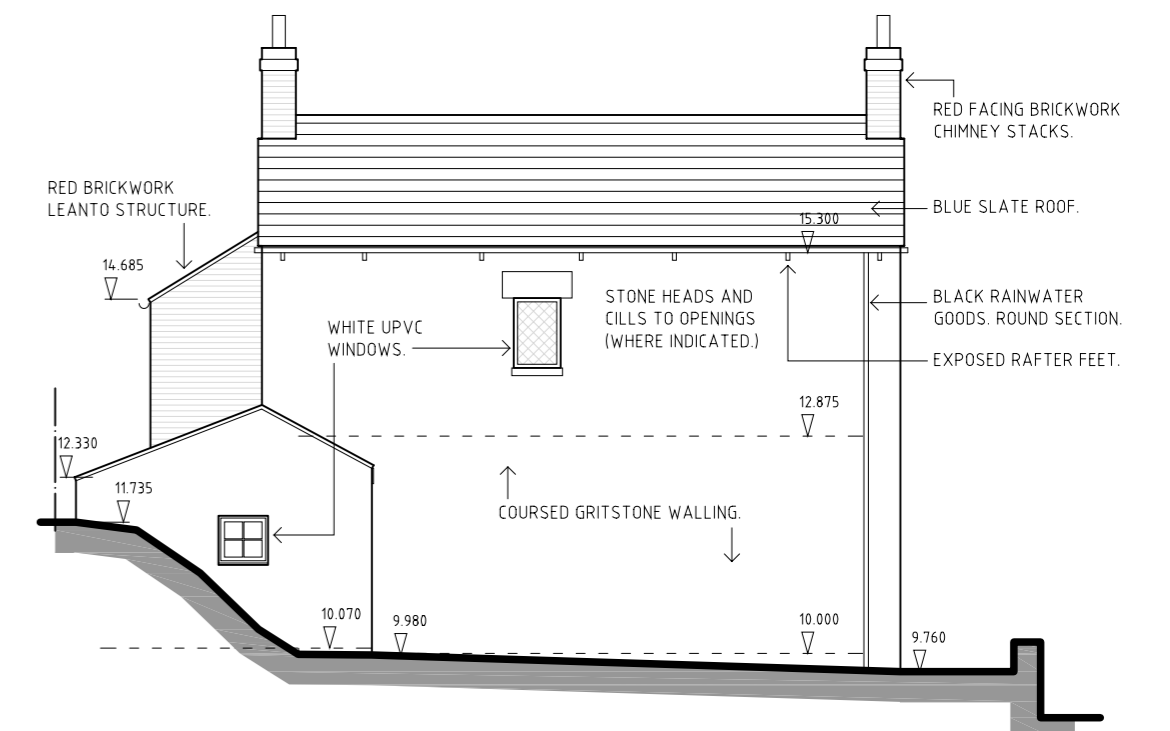 RED FACING BRICKWORK
CHIMNEY STACKS.
RED BRICKWORK
LEANTO STRUCTURE.
BLUE SLATE ROOF.
15.300
14.685
STONE HEADS AND
CILLS TO OPENINGS
(WHERE INDICATED.)
BLACK RAINWATER
GOODS. ROUND SECTION.
WHITE UPVC
WINDOWS.
EXPOSED RAFTER FEET.
12.875
12.330
11.735
COURSED GRITSTONE WALLING.
10.070
9.980
10.000
9.760